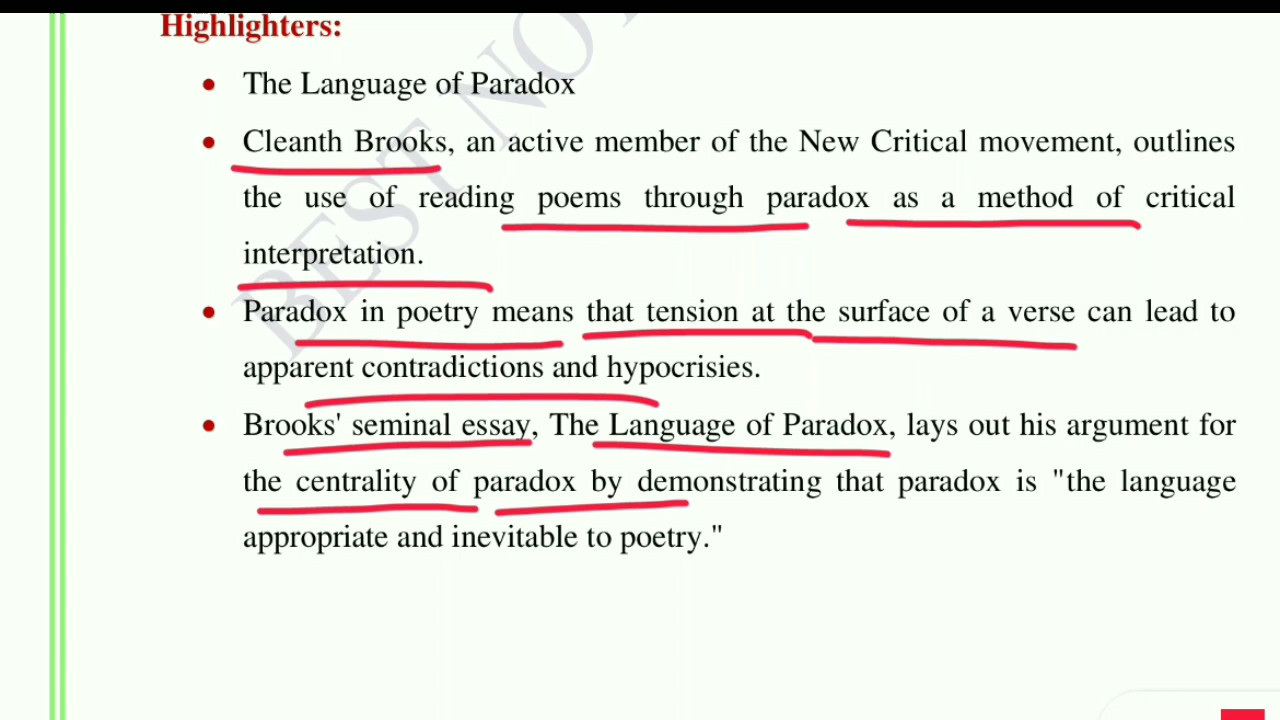 Highlighters:
• The Language of Paradox
• Cleanth Brooks, an active member of the New Critical movement, outlines
the use of reading poems through paradox as a method of critical
interpretation.
• Paradox in poetry means that tension at the surface of a verse can lead to
apparent contradictions and hypocrisies.
• Brooks' seminal essay, The Language of Paradox, lays out his argument for
the centrality of paradox by demonstrating that paradox is "the language
appropriate and inevitable to poetry."
BEST NO